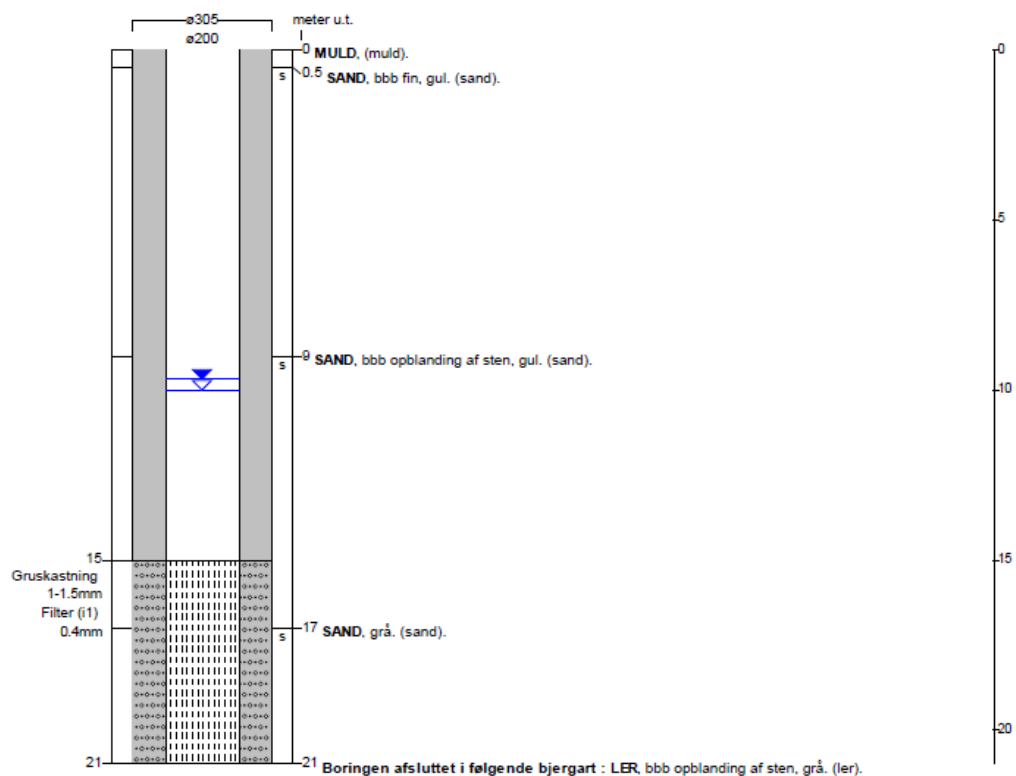 ø305 meter u.t.
ø200
0 MULD, (muld). 0
s 0.5 SAND, bbb fin, gul. (sand).
5
s 9 SAND, bbb opblanding af sten, gul. (sand).
10
15 15
Gruskastning
1-1.5mm
Filter (i1)
0.4mm s 17 SAND, grå. (sand).
20
21 21 Boringen afsluttet i følgende bjergart : LER, bbb opblanding af sten, grå. (ler).